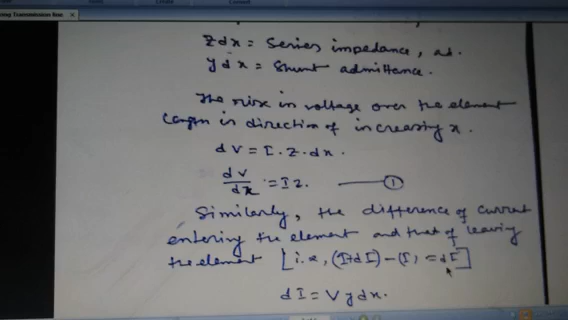 zdx = Series impedance, ad.
ydx = Shunt admittance.
The rise in voltage over the element
length in direction of increasing x.
dV = I.Z.dx.
dV/dx = IZ. ——①
Similarly, the difference of current
entering the element and that of leaving
the element [i.e, (I+dI)-(I) = dI]
dI = Vydx.